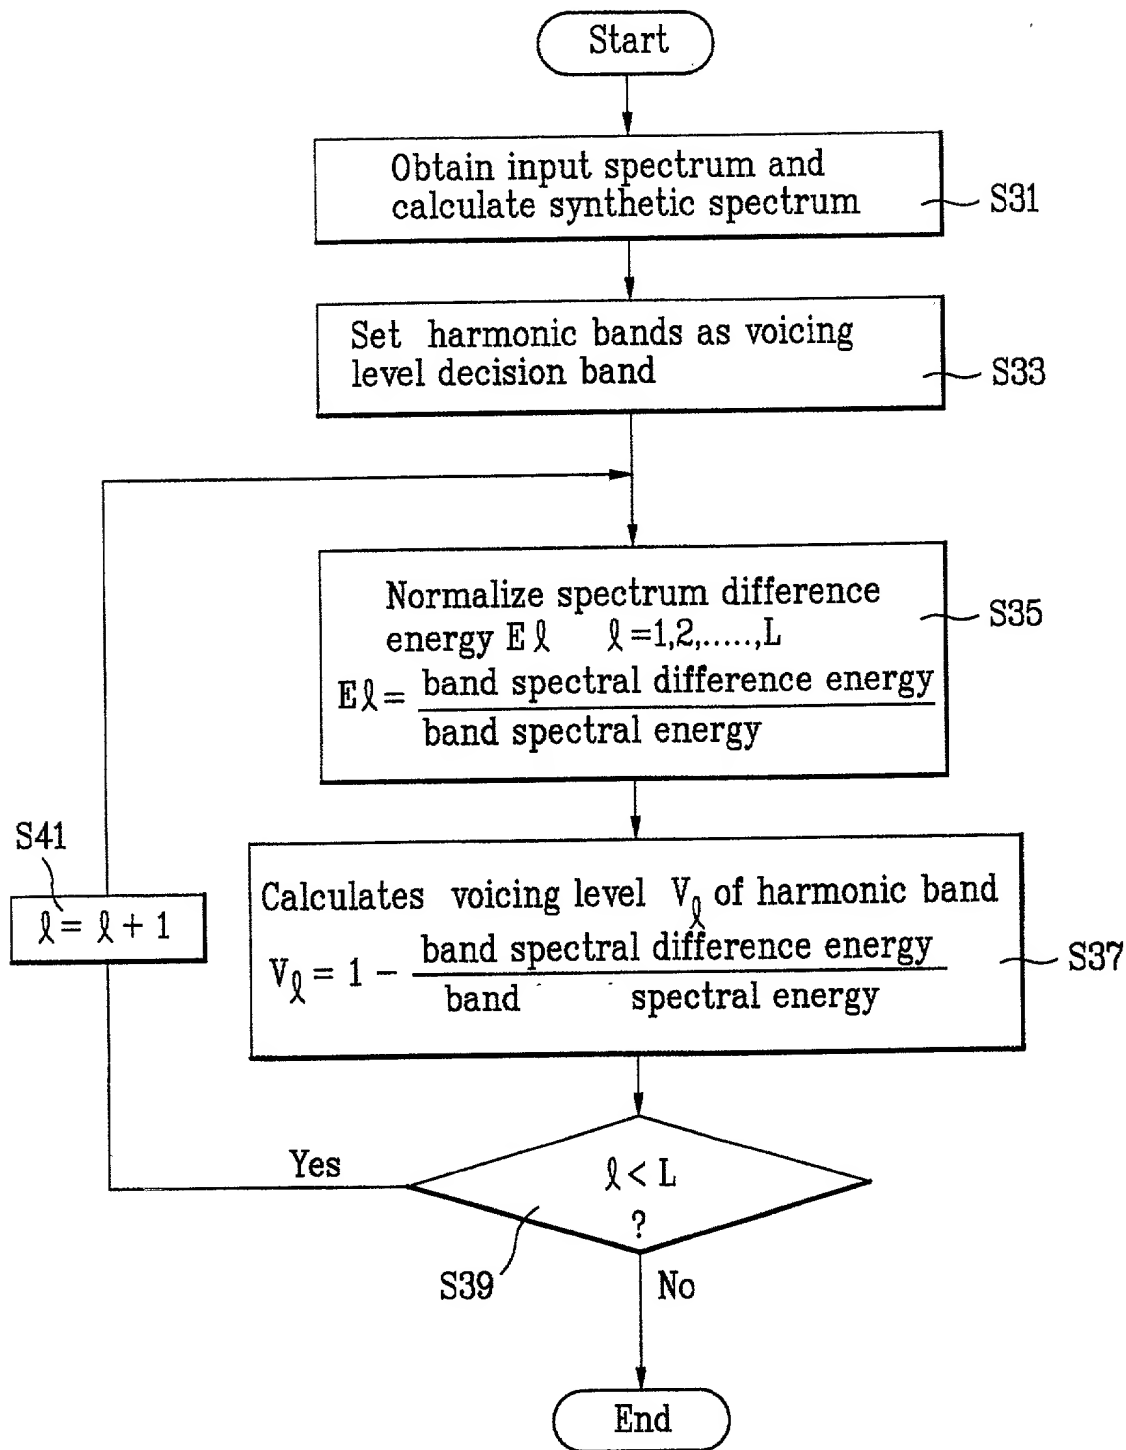 Start
Obtain input spectrum and
calculate synthetic spectrum
S31
Set harmonic bands as voicing
level decision band
S33
Normalize spectrum difference
energy Eℓ ℓ=1,2,.....,L
Eℓ= band spectral difference energy
band spectral energy
S35
S41
ℓ= ℓ+1
Calculates voicing level Vℓ of harmonic band
Vℓ = 1 - band spectral difference energy
band spectral energy
S37
Yes
ℓ< L
?
S39
No
End